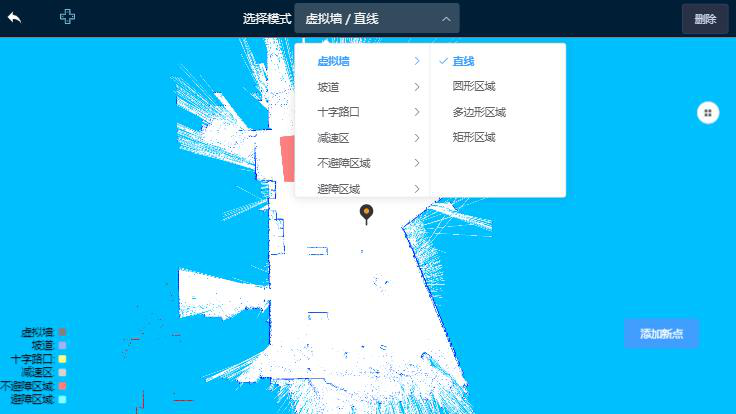 选择模式 虚拟墙 / 直线 删除
虚拟墙 直线
坡道 圆形区域
十字路口 多边形区域
减速区 矩形区域
不避障区域
避障区域
添加新点
虚拟墙:
坡道:
十字路口:
减速区:
不避障区域:
避障区域: